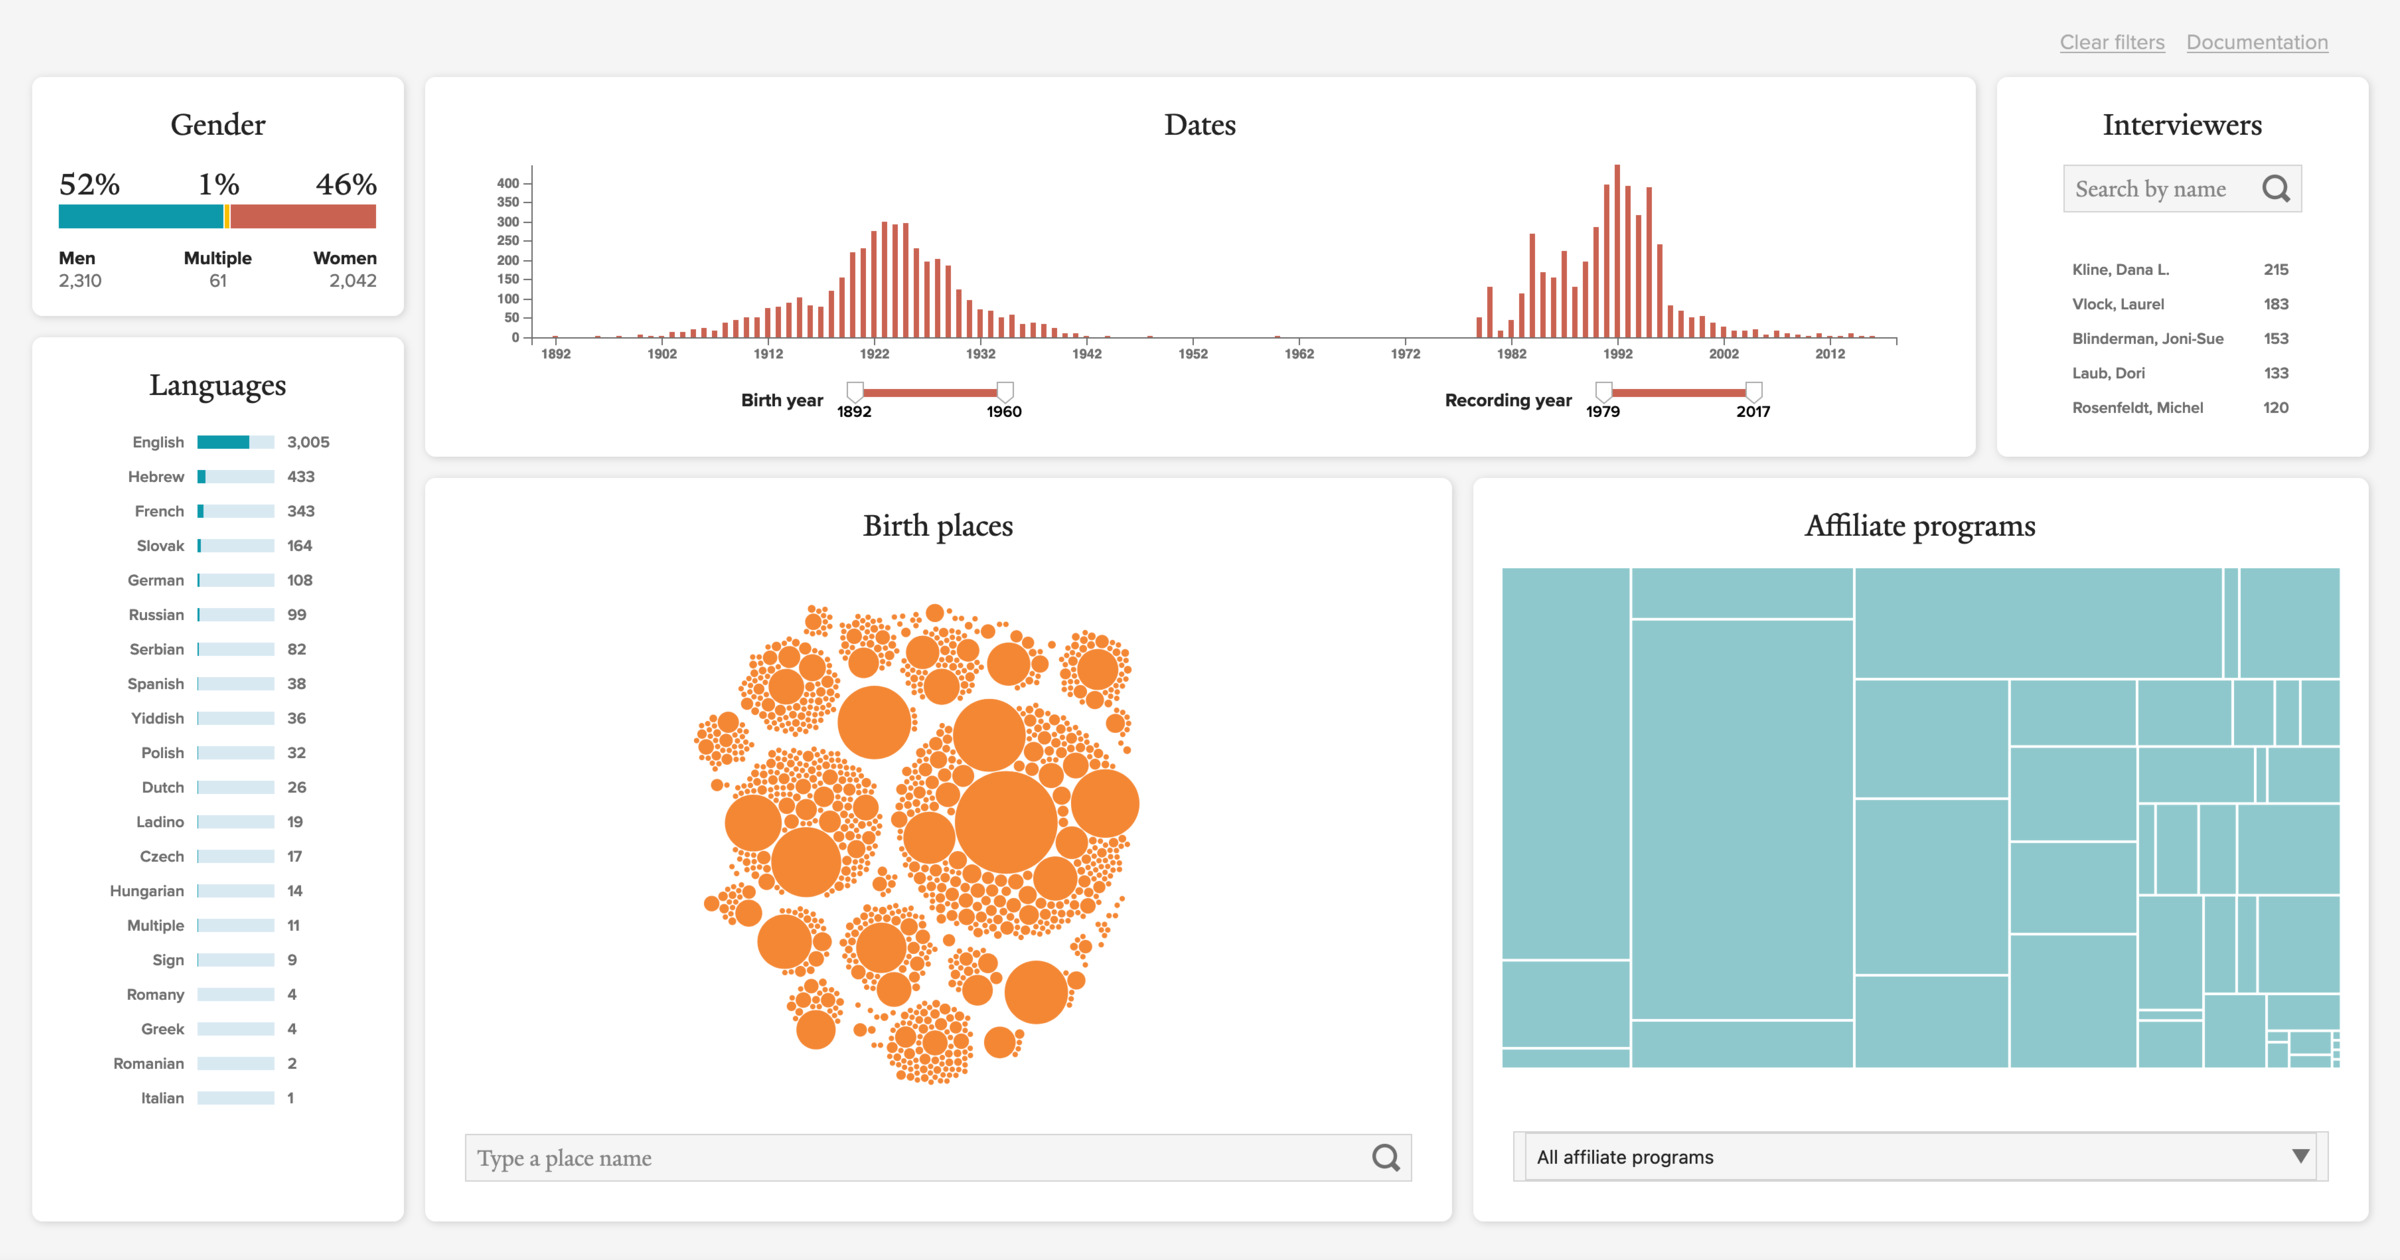 Clear filters Documentation
Gender
52% 1% 46%
Men Multiple Women
2,310 61 2,042
Languages
English 3,005
Hebrew 433
French 343
Slovak 164
German 108
Russian 99
Serbian 82
Spanish 38
Yiddish 36
Polish 32
Dutch 26
Ladino 19
Czech 17
Hungarian 14
Multiple 11
Sign 9
Romany 4
Greek 4
Romanian 2
Italian 1
Dates
400
350
300
250
200
150
100
50
0
1892 1902 1912 1922 1932 1942 1952 1962 1972 1982 1992 2002 2012
Birth year 1892 1960
Recording year 1979 2017
Interviewers
Search by name
Kline, Dana L. 215
Vlock, Laurel 183
Blinderman, Joni-Sue 153
Laub, Dori 133
Rosenfeldt, Michel 120
Birth places
Type a place name
Affiliate programs
All affiliate programs